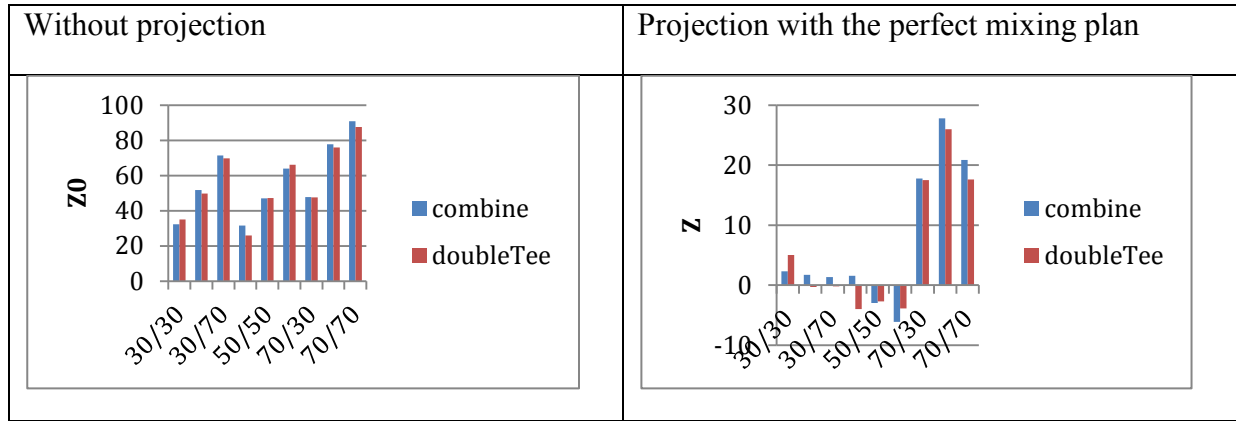 Without projection
Projection with the perfect mixing plan
100
80
60
40
20
0
Z0
30/30
30/70
50/50
70/30
70/70
combine
doubleTee
30
20
10
0
-10
Z
30/30
30/70
50/50
70/30
70/70
combine
doubleTee